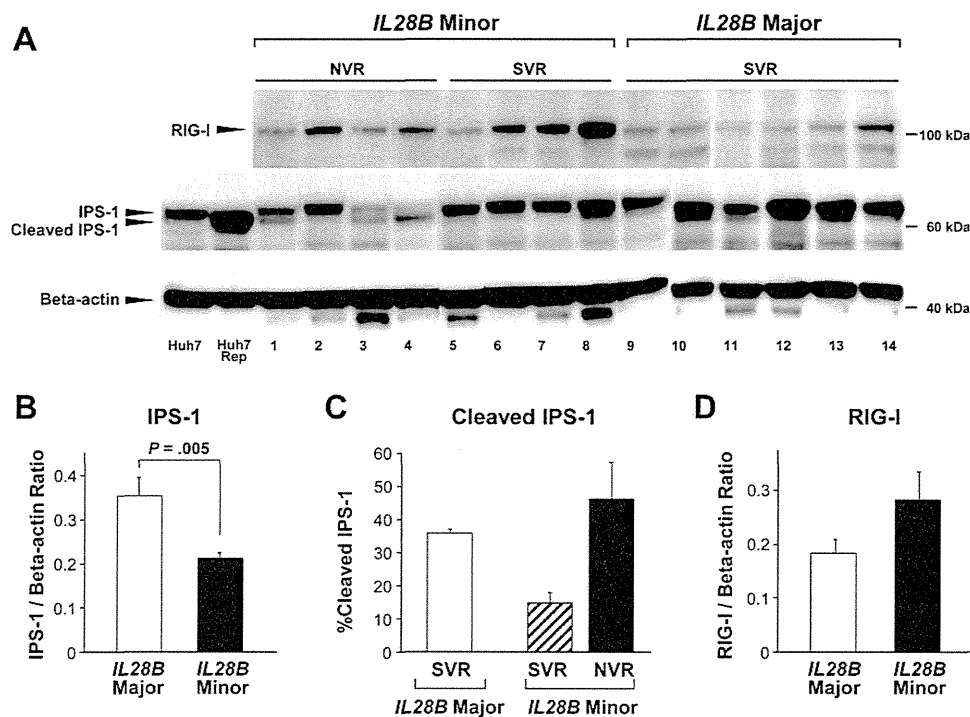 A
IL28B Minor
IL28B Major
NVR
SVR
SVR
RIG-I
100 kDa
IPS-1
Cleaved IPS-1
60 kDa
Beta-actin
40 kDa
Huh7
Huh7 Rep
1
2
3
4
5
6
7
8
9
10
11
12
13
14
B
IPS-1
P = .005
IPS-1 / Beta-actin Ratio
0.4
0.3
0.2
0.1
0
IL28B Major
IL28B Minor
C
Cleaved IPS-1
%Cleaved IPS-1
60
50
40
30
20
10
0
SVR
SVR
NVR
IL28B Major
IL28B Minor
D
RIG-I
RIG-I / Beta-actin Ratio
0.3
0.2
0.1
0
IL28B Major
IL28B Minor